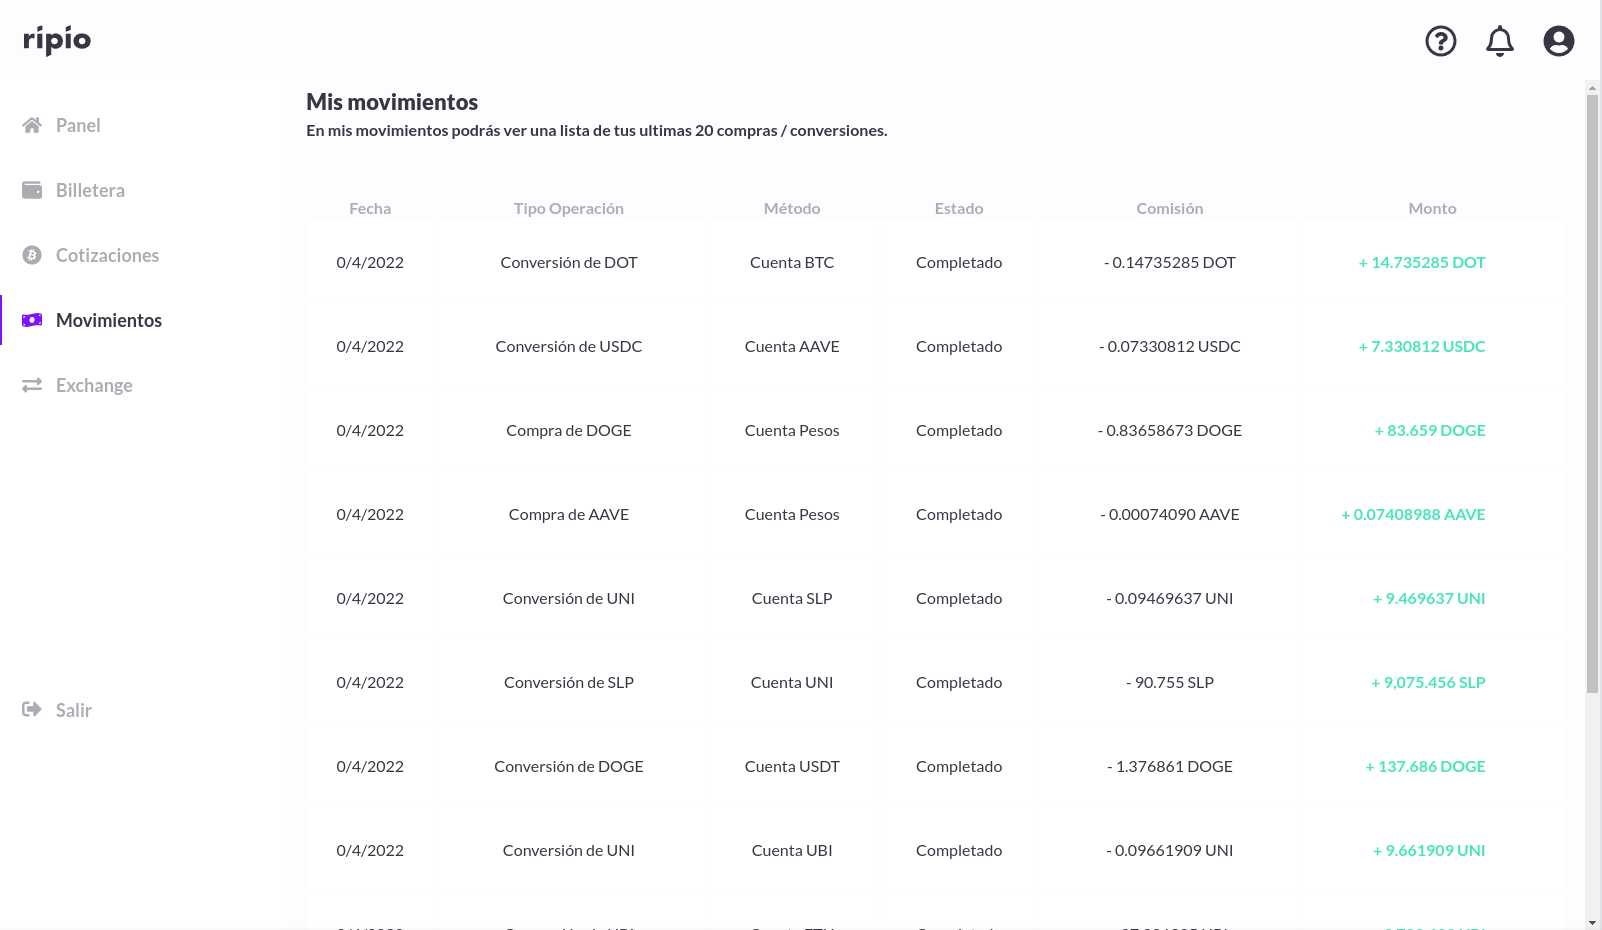 ripio
Panel
Billetera
Cotizaciones
Movimientos
Exchange
Salir
Mis movimientos
En mis movimientos podrás ver una lista de tus ultimas 20 compras / conversiones.
Fecha Tipo Operación Método Estado Comisión Monto
0/4/2022 Conversión de DOT Cuenta BTC Completado - 0.14735285 DOT + 14.735285 DOT
0/4/2022 Conversión de USDC Cuenta AAVE Completado - 0.07330812 USDC + 7.330812 USDC
0/4/2022 Compra de DOGE Cuenta Pesos Completado - 0.83658673 DOGE + 83.659 DOGE
0/4/2022 Compra de AAVE Cuenta Pesos Completado - 0.00074090 AAVE + 0.07408988 AAVE
0/4/2022 Conversión de UNI Cuenta SLP Completado - 0.09469637 UNI + 9.469637 UNI
0/4/2022 Conversión de SLP Cuenta UNI Completado - 90.755 SLP + 9,075.456 SLP
0/4/2022 Conversión de DOGE Cuenta USDT Completado - 1.376861 DOGE + 137.686 DOGE
0/4/2022 Conversión de UNI Cuenta UBI Completado - 0.09661909 UNI + 9.661909 UNI